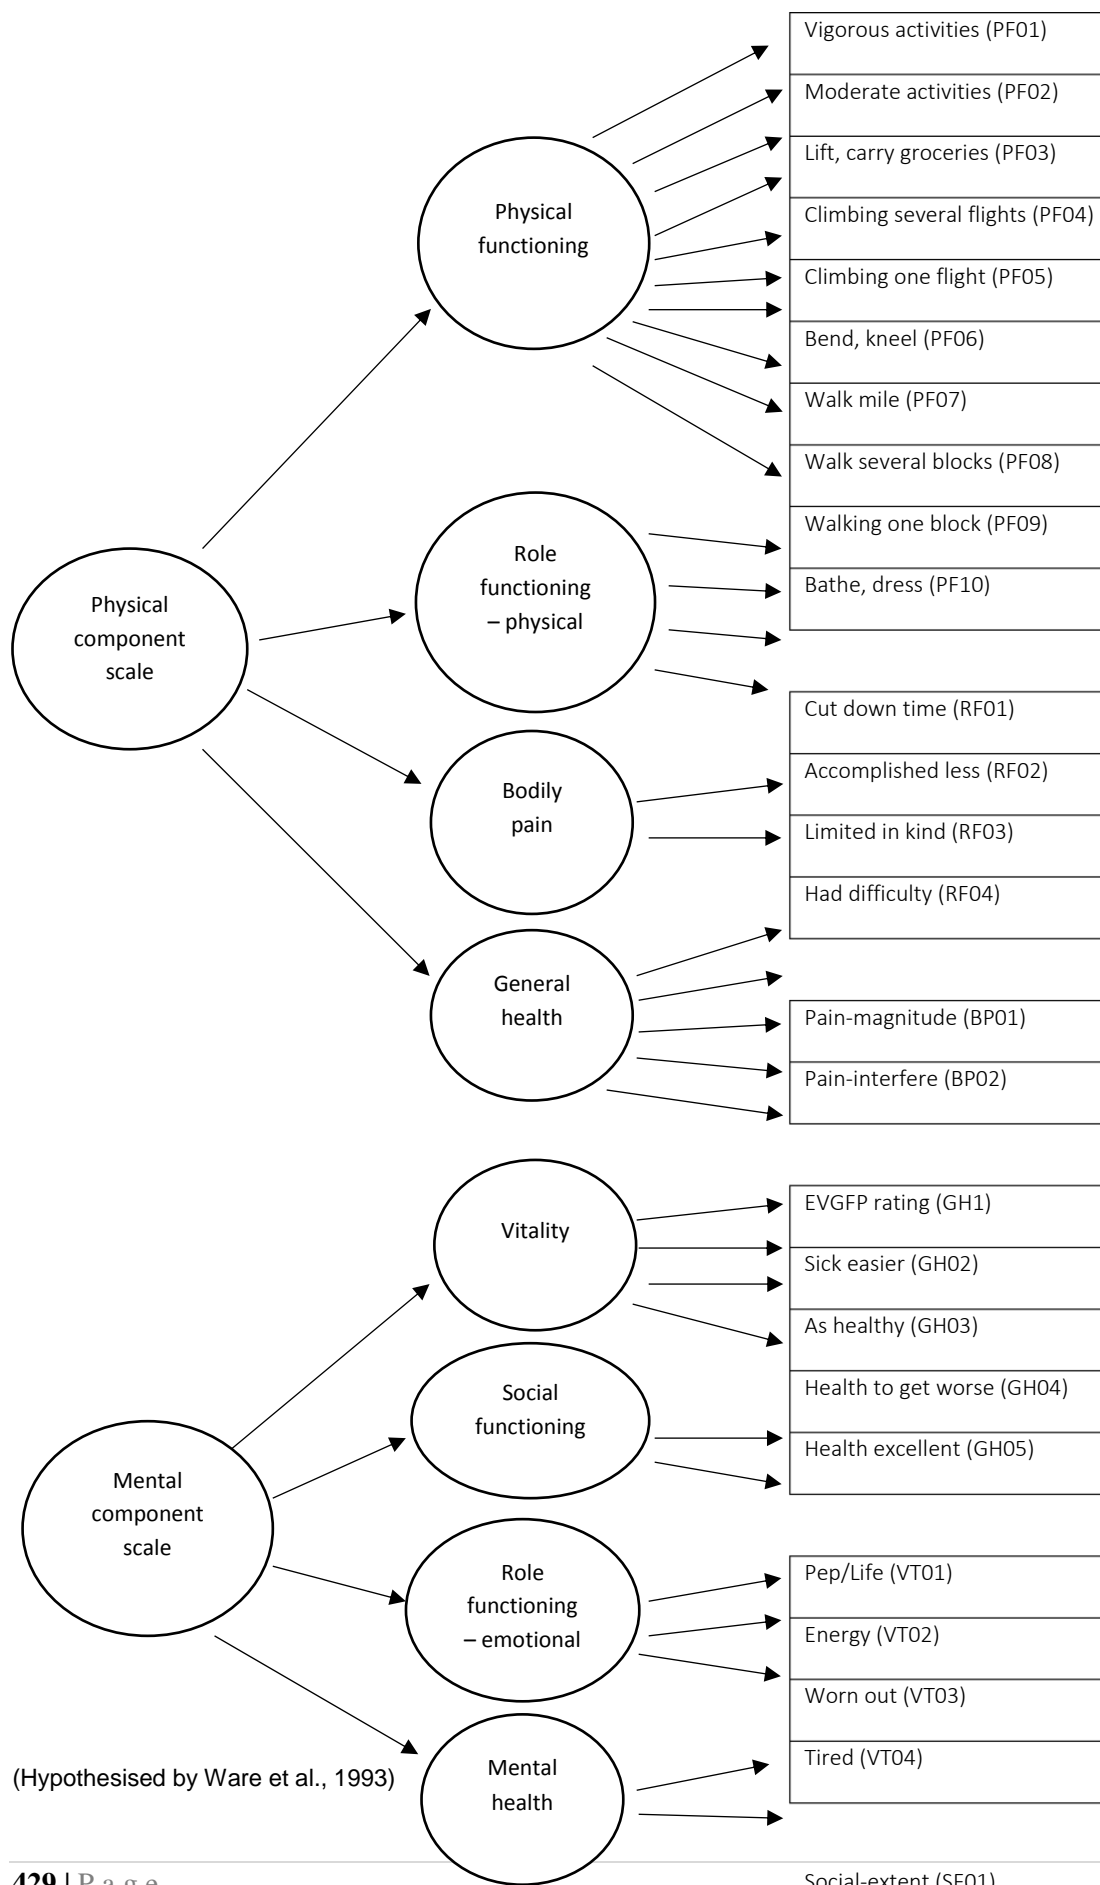 Vigorous activities (PF01)
Moderate activities (PF02)
Lift, carry groceries (PF03)
Climbing several flights (PF04)
Climbing one flight (PF05)
Bend, kneel (PF06)
Walk mile (PF07)
Walk several blocks (PF08)
Walking one block (PF09)
Bathe, dress (PF10)
Physical
functioning
Role
functioning
– physical
Physical
component
scale
Cut down time (RF01)
Accomplished less (RF02)
Limited in kind (RF03)
Had difficulty (RF04)
Bodily
pain
General
health
Pain-magnitude (BP01)
Pain-interfere (BP02)
Vitality
EVGFP rating (GH1)
Sick easier (GH02)
As healthy (GH03)
Health to get worse (GH04)
Health excellent (GH05)
Social
functioning
Mental
component
scale
Role
functioning
– emotional
Pep/Life (VT01)
Energy (VT02)
Worn out (VT03)
Tired (VT04)
Mental
health
(Hypothesised by Ware et al., 1993)
429 | P a g e
Social-extent (SF01)